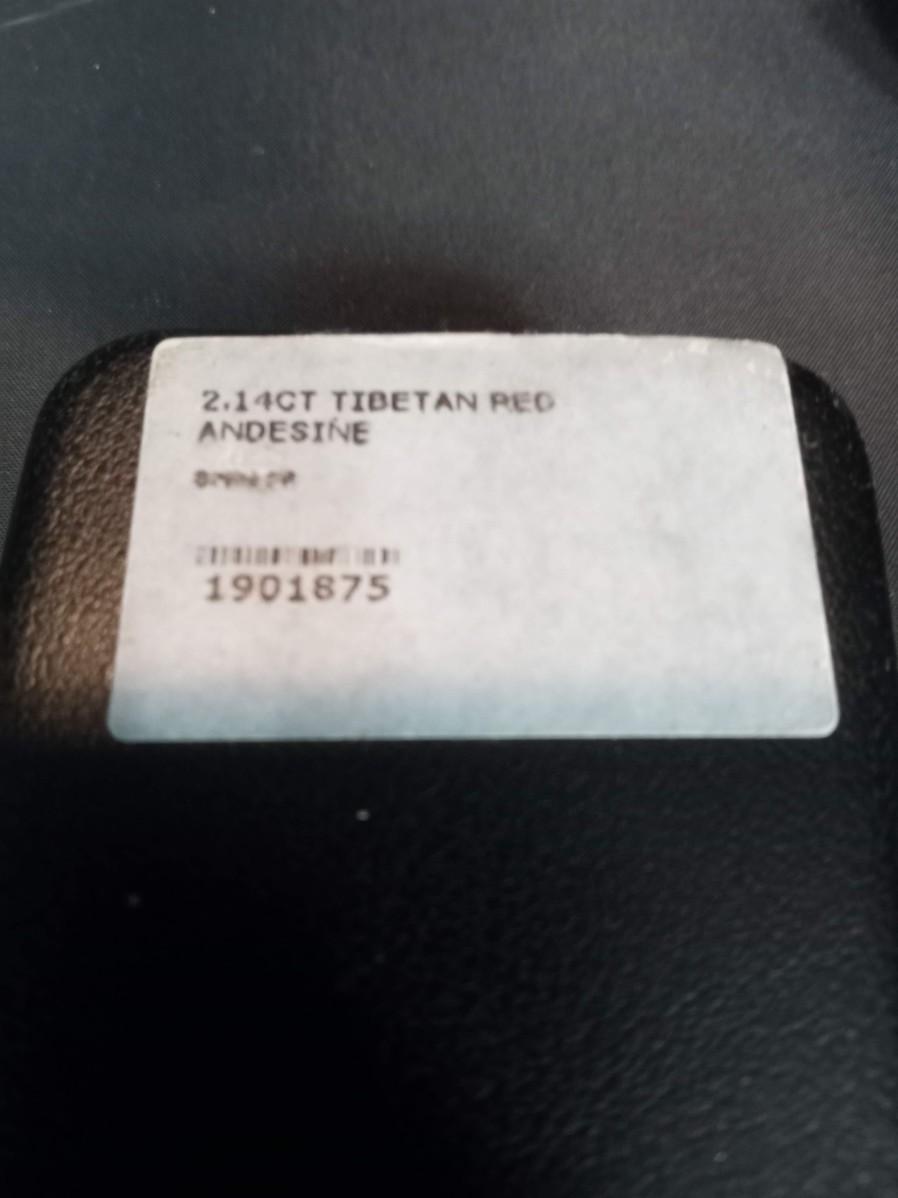 2.14CT TIBETAN RED
ANDESINE
1901875